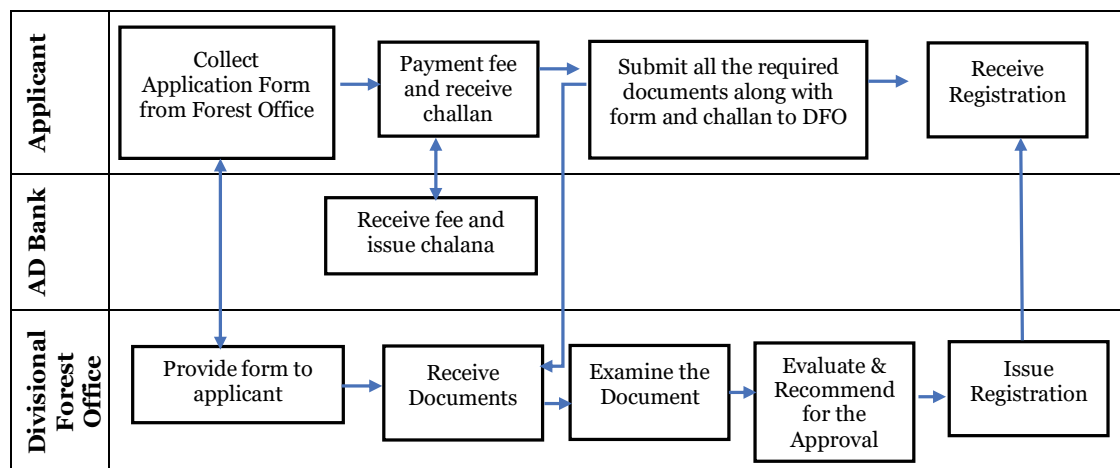 Applicant
Collect
Application Form
from Forest Office
Payment fee
and receive
challan
Submit all the required
documents along with
form and challan to DFO
Receive
Registration
AD Bank
Receive fee and
issue chalana
Divisional
Forest
Office
Provide form to
applicant
Receive
Documents
Examine the
Document
Evaluate &
Recommend
for the
Approval
Issue
Registration